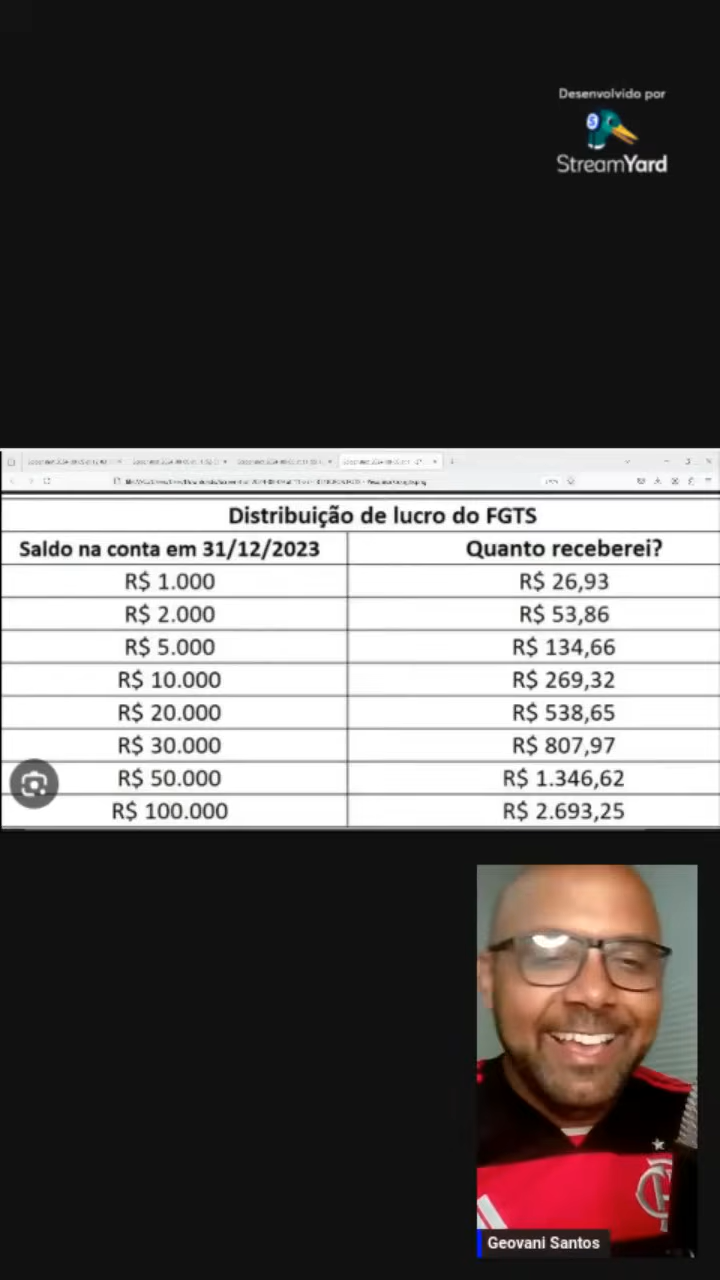 Desenvolvido por
StreamYard
Distribuição de lucro do FGTS
Saldo na conta em 31/12/2023 Quanto receberei?
R$ 1.000 R$ 26,93
R$ 2.000 R$ 53,86
R$ 5.000 R$ 134,66
R$ 10.000 R$ 269,32
R$ 20.000 R$ 538,65
R$ 30.000 R$ 807,97
R$ 50.000 R$ 1.346,62
R$ 100.000 R$ 2.693,25
Geovani Santos